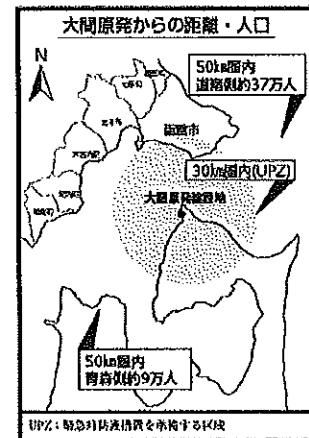 大間原発からの距離・人口
N
50km圏内
道南側約37万人
函館市
北斗市
30km圏内(UPZ)
大間原発建設地
50km圏内
青森側約9万人
UPZ：緊急時防護措置を準備する区域